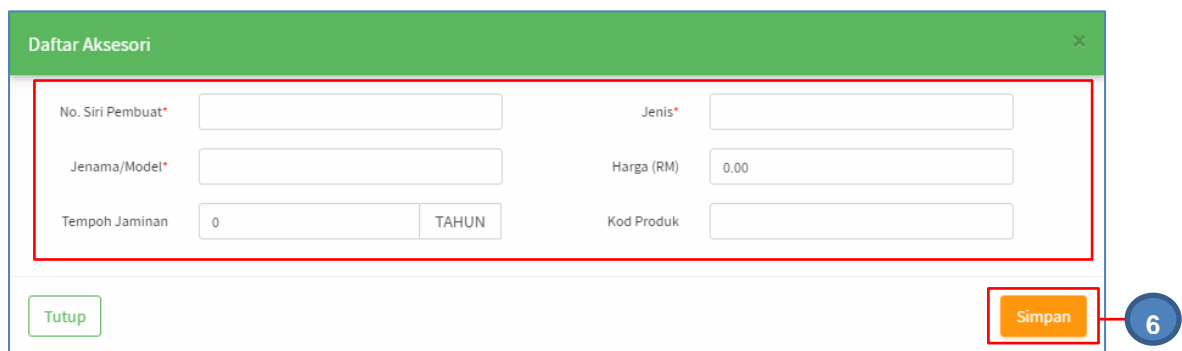 Daftar Aksesori ×
No. Siri Pembuat* Jenis*
Jenama/Model* Harga (RM) 0.00
Tempoh Jaminan 0 TAHUN Kod Produk
Tutup Simpan 6